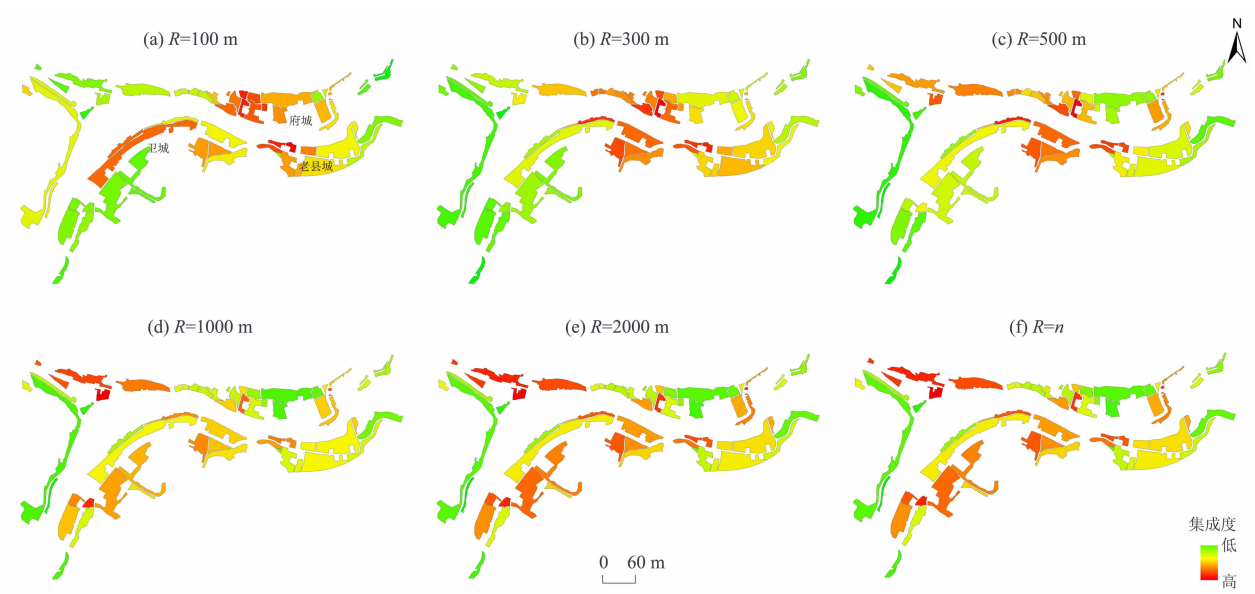 N
(a) R=100 m
(b) R=300 m
(c) R=500 m
府城
卫城
老县城
(d) R=1000 m
(e) R=2000 m
(f) R=n
集成度
低
高
0 60 m